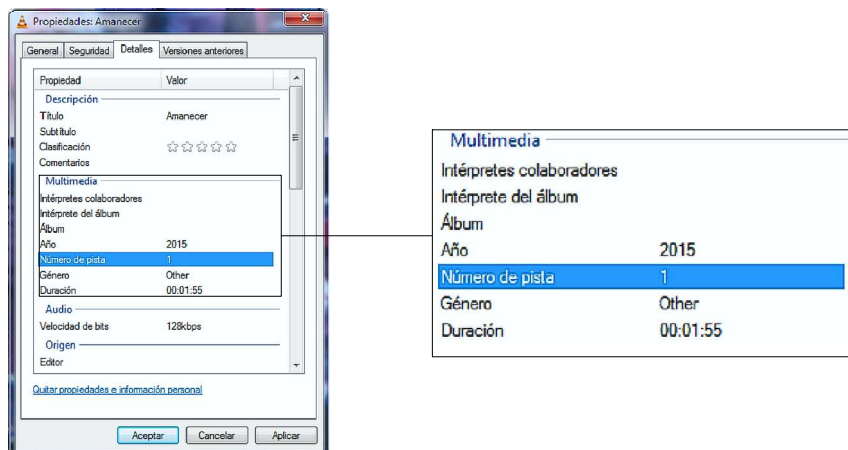 Propiedades: Amanecer
General Seguridad Detalles Versiones anteriores
Propiedad Valor
Descripción
Título Amanecer
Subtítulo
Clasificación
Comentarios
Multimedia
Intérpretes colaboradores
Intérprete del álbum
Álbum
Año 2015
Número de pista 1
Género Other
Duración 00:01:55
Audio
Velocidad de bits 128kbps
Origen
Editor
Quitar propiedades e información personal
Aceptar Cancelar Aplicar
Multimedia
Intérpretes colaboradores
Intérprete del álbum
Álbum
Año 2015
Número de pista 1
Género Other
Duración 00:01:55